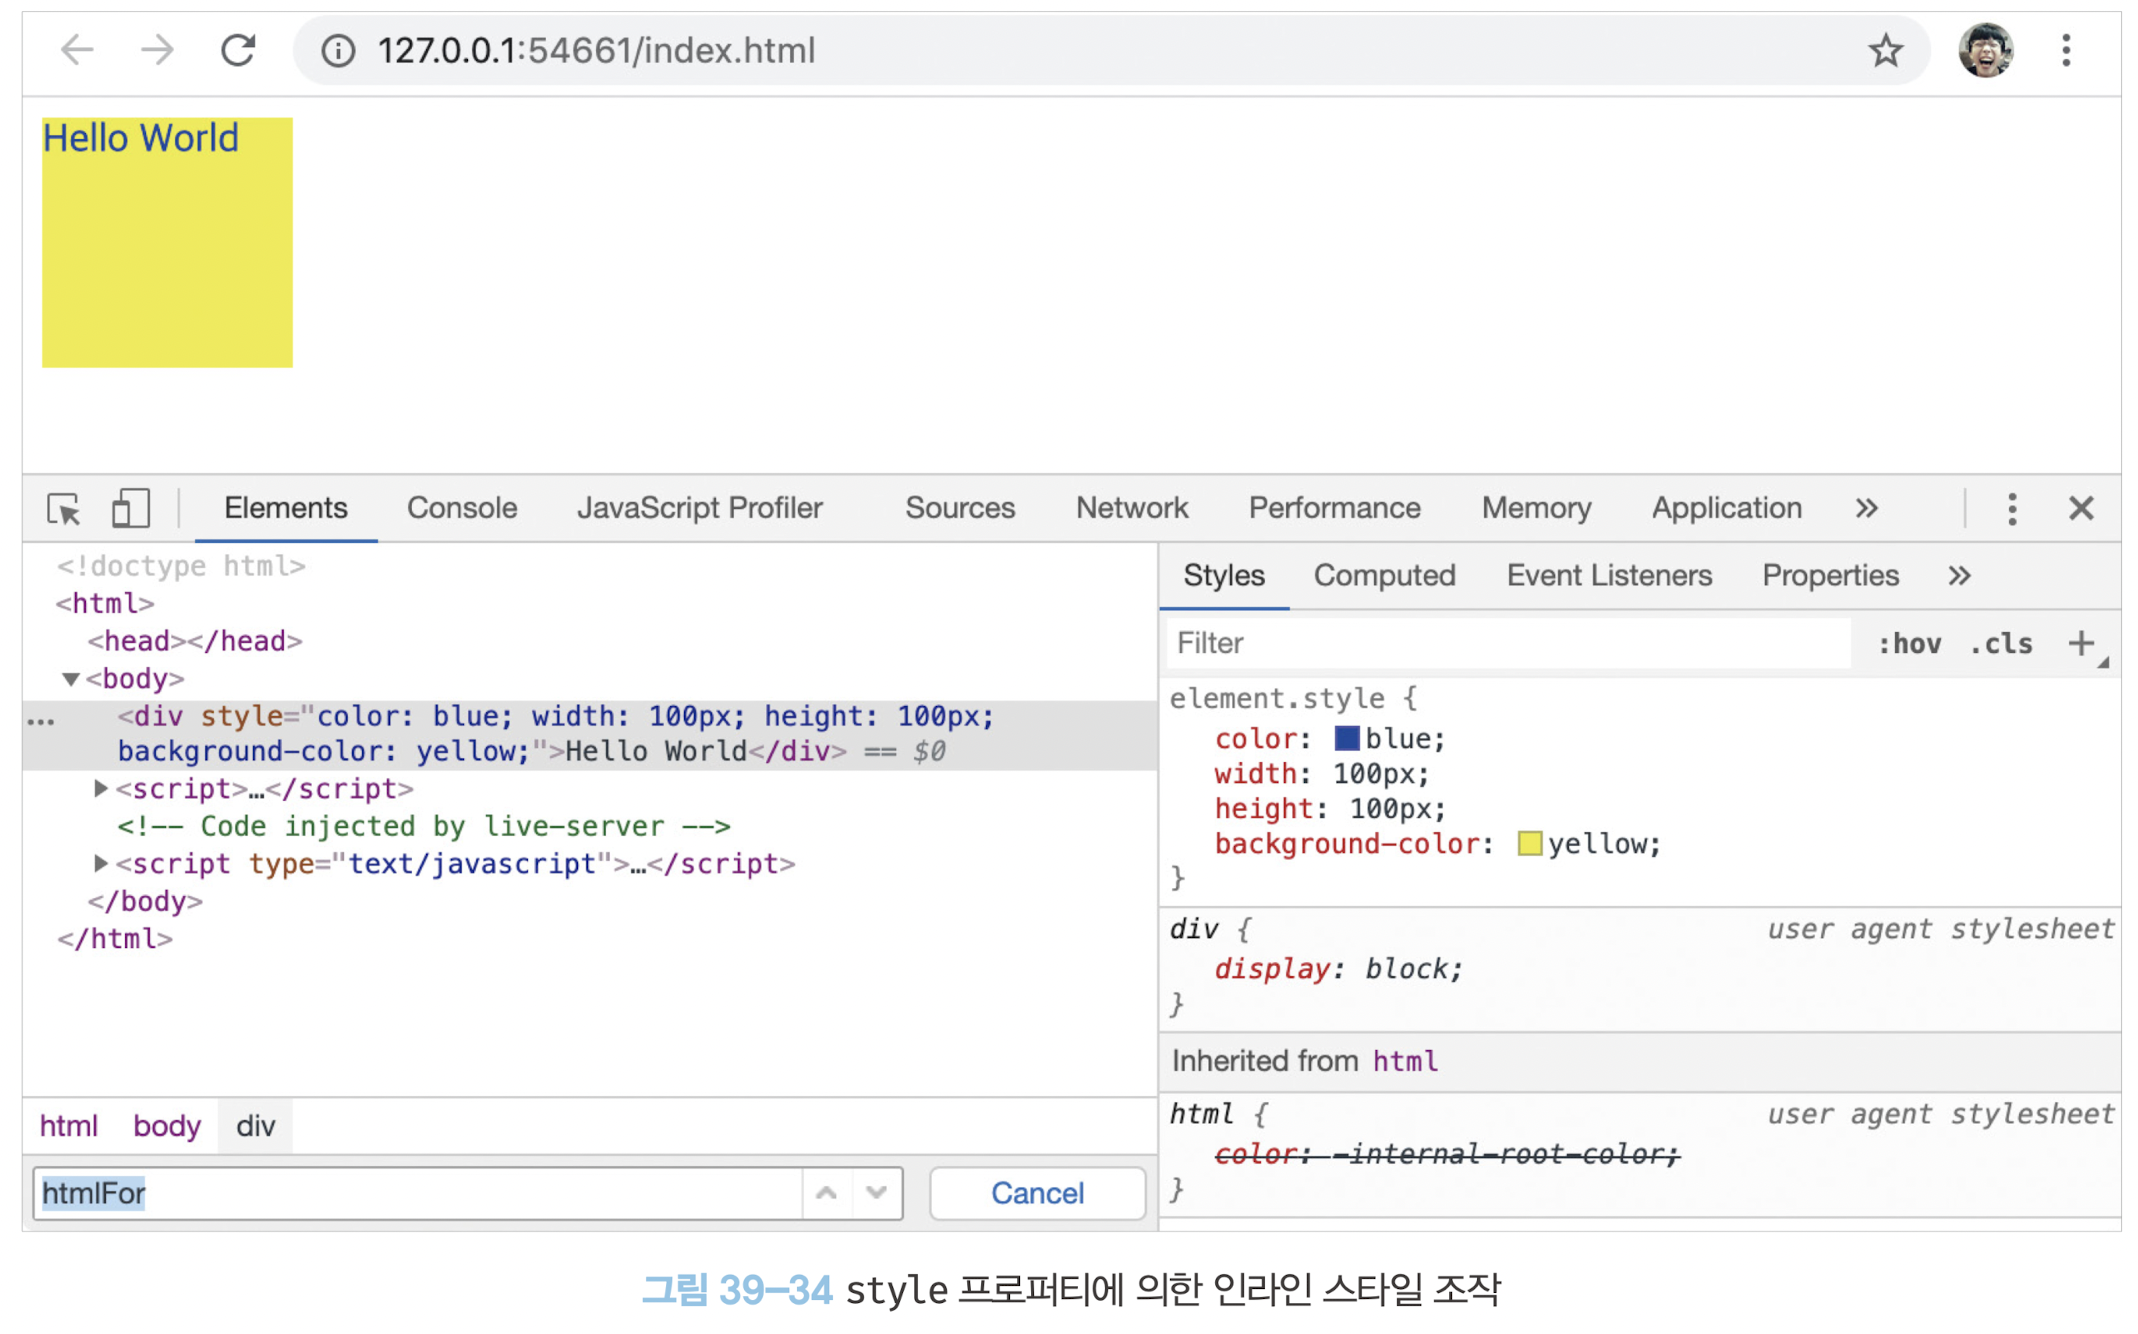 127.0.0.1:54661/index.html
Hello World
Elements Console JavaScript Profiler Sources Network Performance Memory Application »
<!doctype html>
<html>
<head></head>
▼<body>
… <div style="color: blue; width: 100px; height: 100px;
background-color: yellow;">Hello World</div> == $0
▶<script>…</script>
<!-- Code injected by live-server -->
▶<script type="text/javascript">…</script>
</body>
</html>
html body div
htmlFor Cancel
Styles Computed Event Listeners Properties »
Filter :hov .cls +
element.style {
color: blue;
width: 100px;
height: 100px;
background-color: yellow;
}
div { user agent stylesheet
display: block;
}
Inherited from html
html { user agent stylesheet
color: -internal-root-color;
}
그림 39-34 style 프로퍼티에 의한 인라인 스타일 조작